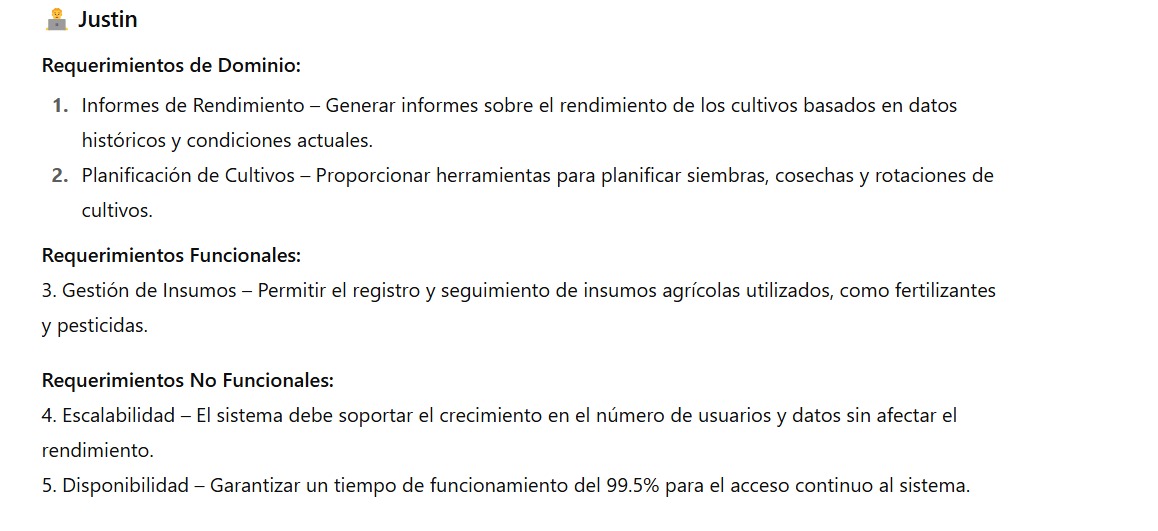 Justin
Requerimientos de Dominio:
1. Informes de Rendimiento – Generar informes sobre el rendimiento de los cultivos basados en datos
históricos y condiciones actuales.
2. Planificación de Cultivos – Proporcionar herramientas para planificar siembras, cosechas y rotaciones de
cultivos.
Requerimientos Funcionales:
3. Gestión de Insumos – Permitir el registro y seguimiento de insumos agrícolas utilizados, como fertilizantes
y pesticidas.
Requerimientos No Funcionales:
4. Escalabilidad – El sistema debe soportar el crecimiento en el número de usuarios y datos sin afectar el
rendimiento.
5. Disponibilidad – Garantizar un tiempo de funcionamiento del 99.5% para el acceso continuo al sistema.